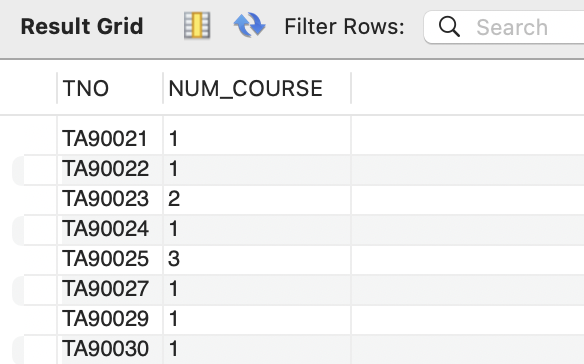 Result Grid Filter Rows: Search
TNO NUM_COURSE
TA90021 1
TA90022 1
TA90023 2
TA90024 1
TA90025 3
TA90027 1
TA90029 1
TA90030 1